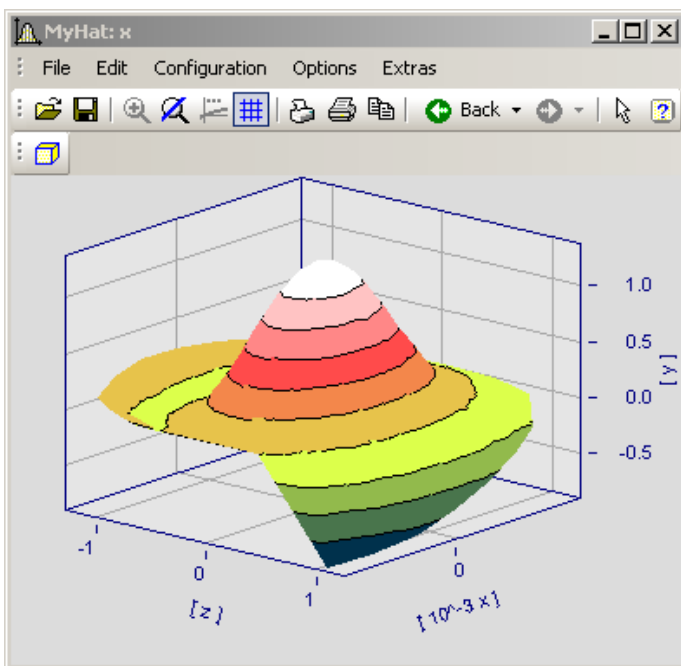 MyHat: x
File Edit Configuration Options Extras
Back
?
1.0
0.5
0.0
-0.5
[ y ]
-1
0
1
[ z ]
0
[ 10^-3 x ]